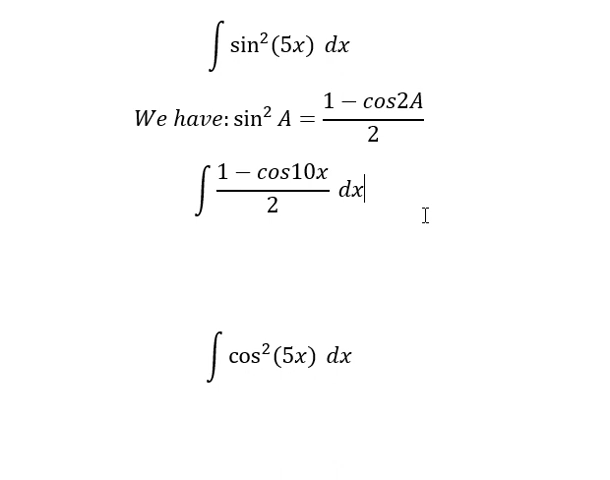 ∫ sin²(5x) dx
We have: sin² A = (1 − cos2A)/2
∫ (1 − cos10x)/2 dx
∫ cos²(5x) dx